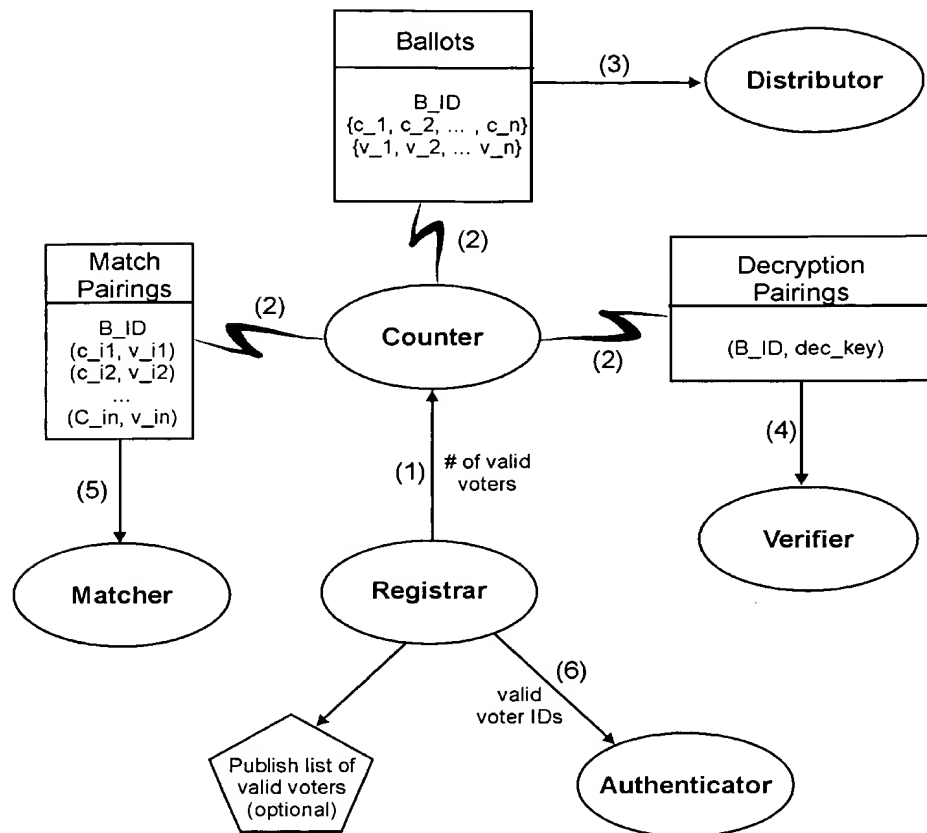 Ballots
B_ID
{c_1, c_2, ... , c_n}
{v_1, v_2, ... v_n}
(3)
Distributor
(2)
Match
Pairings
B_ID
(c_i1, v_i1)
(c_i2, v_i2)
...
(C_in, v_in)
(2)
Counter
(2)
Decryption
Pairings
(B_ID, dec_key)
(5)
(1)
# of valid
voters
(4)
Matcher
Registrar
Verifier
(6)
valid
voter IDs
Publish list of
valid voters
(optional)
Authenticator